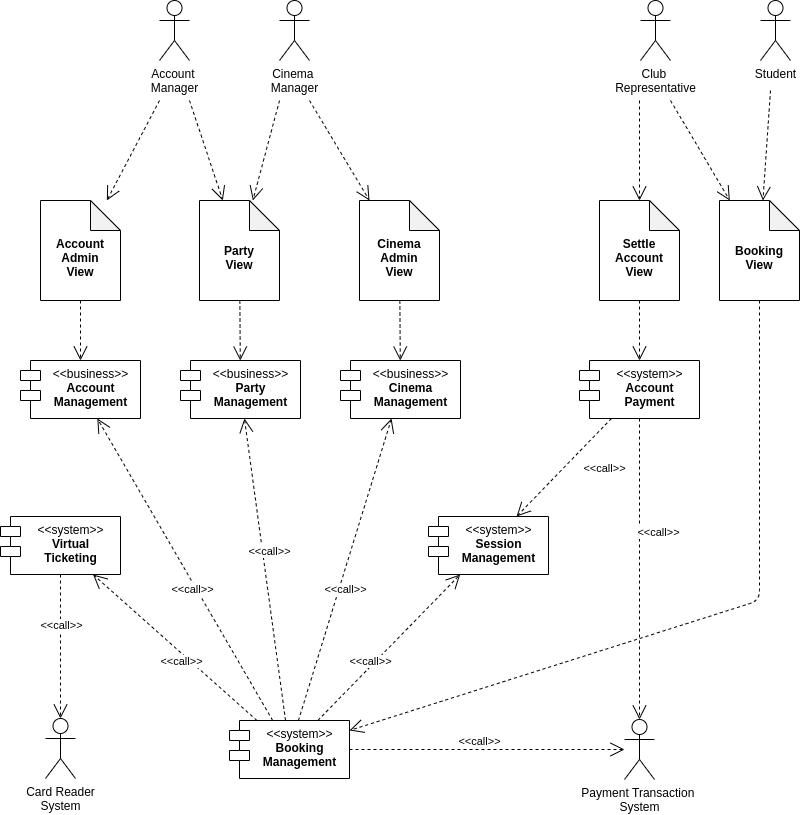 Account
Manager
Cinema
Manager
Club
Representative
Student
Account
Admin
View
Party
View
Cinema
Admin
View
Settle
Account
View
Booking
View
<<business>>
Account
Management
<<business>>
Party
Management
<<business>>
Cinema
Management
<<system>>
Account
Payment
<<call>>
<<system>>
Virtual
Ticketing
<<system>>
Session
Management
<<call>>
<<call>>
<<call>>
<<call>>
<<call>>
<<call>>
<<call>>
<<system>>
Booking
Management
<<call>>
Card Reader
System
Payment Transaction
System